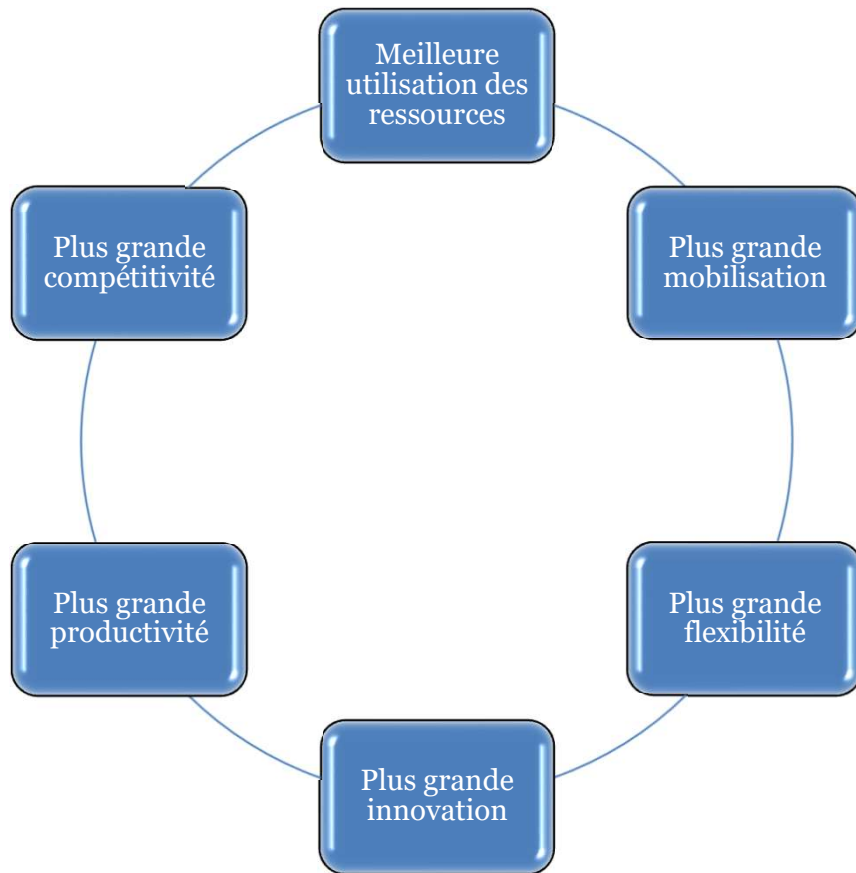 Meilleure
utilisation des
ressources
Plus grande
mobilisation
Plus grande
flexibilité
Plus grande
innovation
Plus grande
productivité
Plus grande
compétitivité